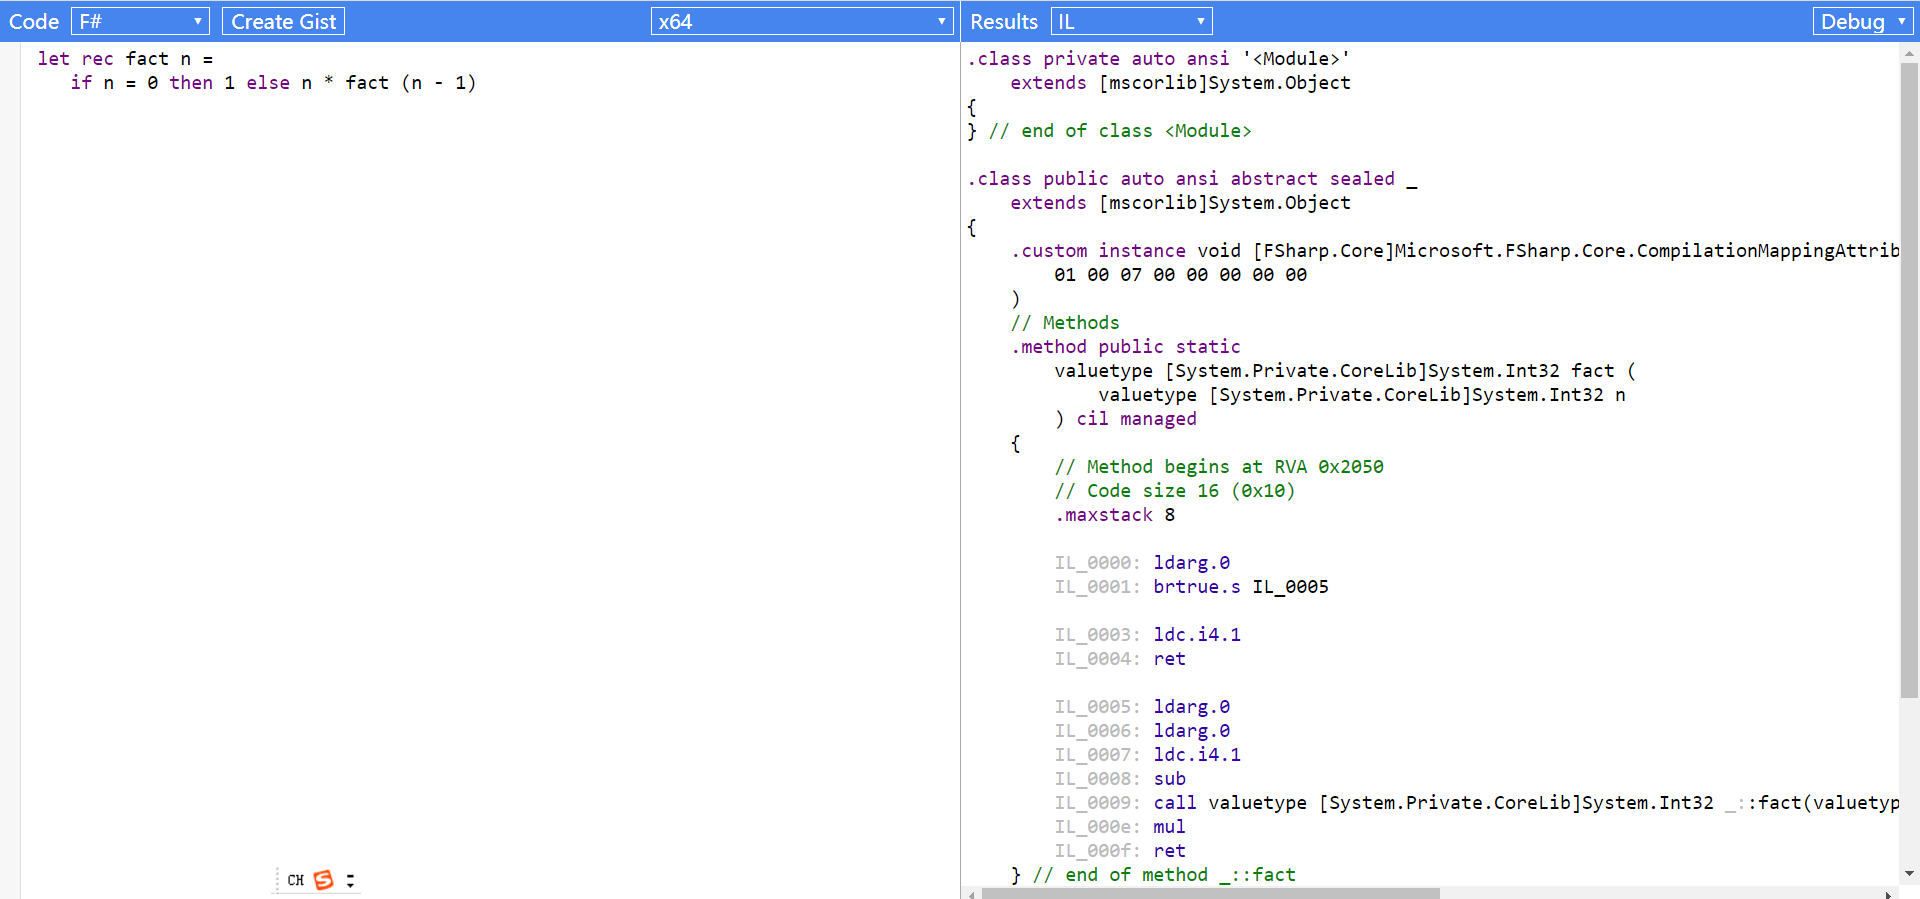 Code F# Create Gist x64 Results IL Debug
let rec fact n =
   if n = 0 then 1 else n * fact (n - 1)
.class private auto ansi '<Module>'
    extends [mscorlib]System.Object
{
} // end of class <Module>
.class public auto ansi abstract sealed _
    extends [mscorlib]System.Object
{
    .custom instance void [FSharp.Core]Microsoft.FSharp.Core.CompilationMappingAttrib
        01 00 07 00 00 00 00 00
    )
    // Methods
    .method public static
        valuetype [System.Private.CoreLib]System.Int32 fact (
            valuetype [System.Private.CoreLib]System.Int32 n
        ) cil managed
    {
        // Method begins at RVA 0x2050
        // Code size 16 (0x10)
        .maxstack 8
        IL_0000: ldarg.0
        IL_0001: brtrue.s IL_0005
        IL_0003: ldc.i4.1
        IL_0004: ret
        IL_0005: ldarg.0
        IL_0006: ldarg.0
        IL_0007: ldc.i4.1
        IL_0008: sub
        IL_0009: call valuetype [System.Private.CoreLib]System.Int32 _::fact(valuetyp
        IL_000e: mul
        IL_000f: ret
    } // end of method _::fact
CH S